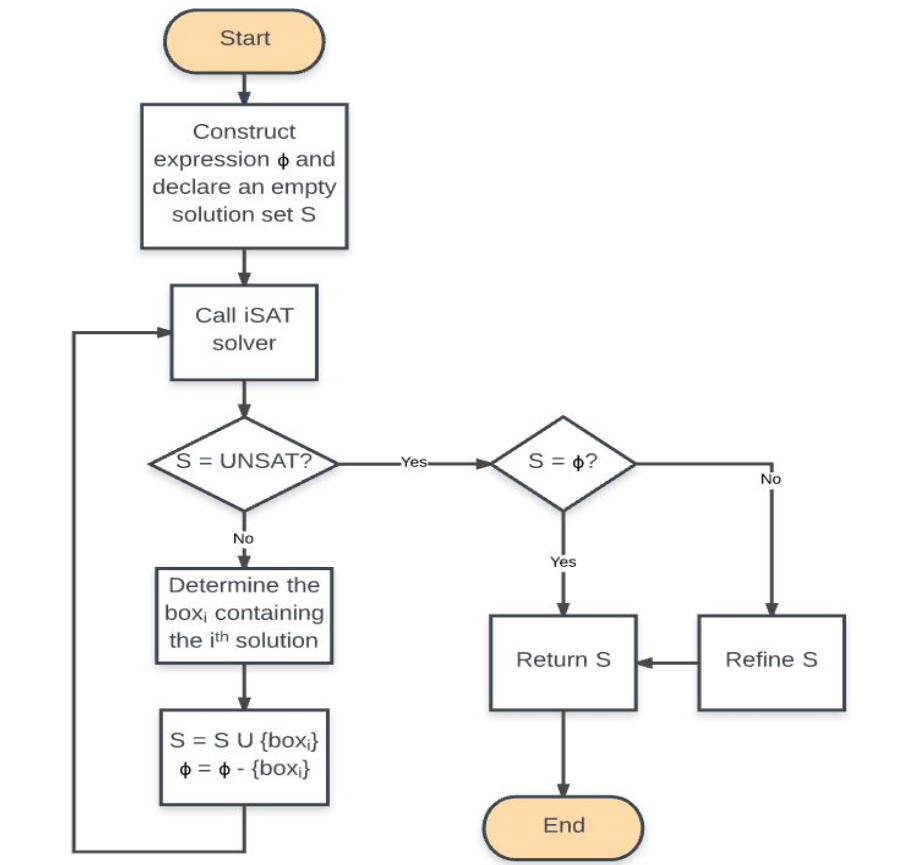 Start
Construct
expression ϕ and
declare an empty
solution set S
Call iSAT
solver
S = UNSAT?
Yes
S = ϕ?
No
No
Yes
Determine the
boxᵢ containing
the iᵗʰ solution
Return S
Refine S
S = S U {boxᵢ}
ϕ = ϕ - {boxᵢ}
End